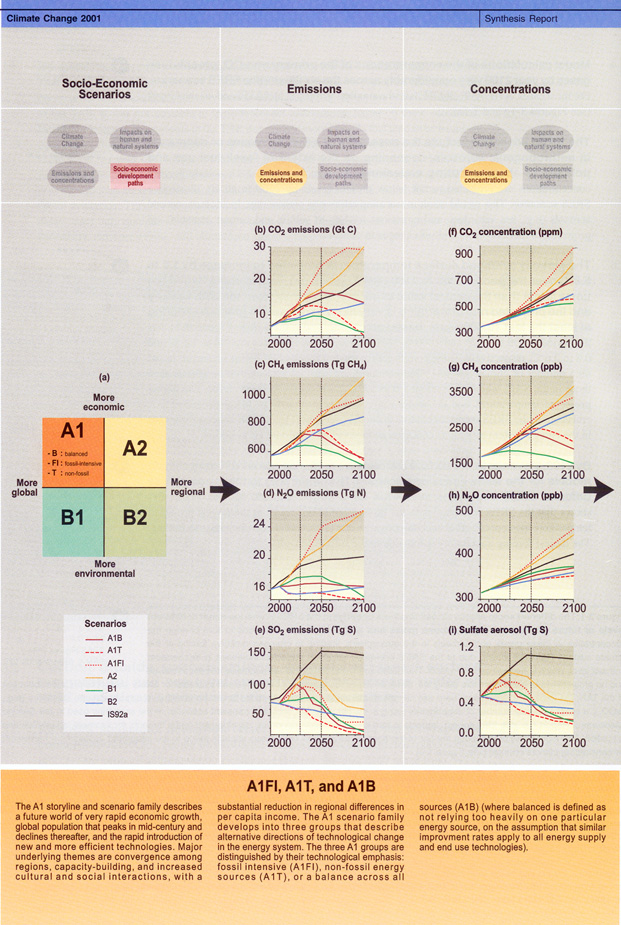 Climate Change 2001
Synthesis Report
Socio-Economic
Scenarios
Emissions
Concentrations
Climate
Change
Impacts on
human and
natural systems
Emissions and
concentrations
Socio-economic
development
paths
Climate
Change
Impacts on
human and
natural systems
Emissions and
concentrations
Socio-economic
development
paths
Climate
Change
Impacts on
human and
natural systems
Emissions and
concentrations
Socio-economic
development
paths
(a)
More
economic
A1
- B : balanced
- FI : fossil-intensive
- T : non-fossil
A2
More
global
More
regional
B1
B2
More
environmental
Scenarios
A1B
A1T
A1FI
A2
B1
B2
IS92a
(b) CO2 emissions (Gt C)
30
20
10
2000 2050 2100
(c) CH4 emissions (Tg CH4)
1000
800
600
2000 2050 2100
(d) N2O emissions (Tg N)
24
20
16
2000 2050 2100
(e) SO2 emissions (Tg S)
150
100
50
2000 2050 2100
(f) CO2 concentration (ppm)
900
700
500
300
2000 2050 2100
(g) CH4 concentration (ppb)
3500
2500
1500
2000 2050 2100
(h) N2O concentration (ppb)
500
400
300
2000 2050 2100
(i) Sulfate aerosol (Tg S)
1.2
0.8
0.4
0.0
2000 2050 2100
A1FI, A1T, and A1B
The A1 storyline and scenario family describes
a future world of very rapid economic growth,
global population that peaks in mid-century and
declines thereafter, and the rapid introduction of
new and more efficient technologies. Major
underlying themes are convergence among
regions, capacity-building, and increased
cultural and social interactions, with a
substantial reduction in regional differences in
per capita income. The A1 scenario family
develops into three groups that describe
alternative directions of technological change
in the energy system. The three A1 groups are
distinguished by their technological emphasis:
fossil intensive (A1FI), non-fossil energy
sources (A1T), or a balance across all
sources (A1B) (where balanced is defined as
not relying too heavily on one particular
energy source, on the assumption that similar
improvment rates apply to all energy supply
and end use technologies).